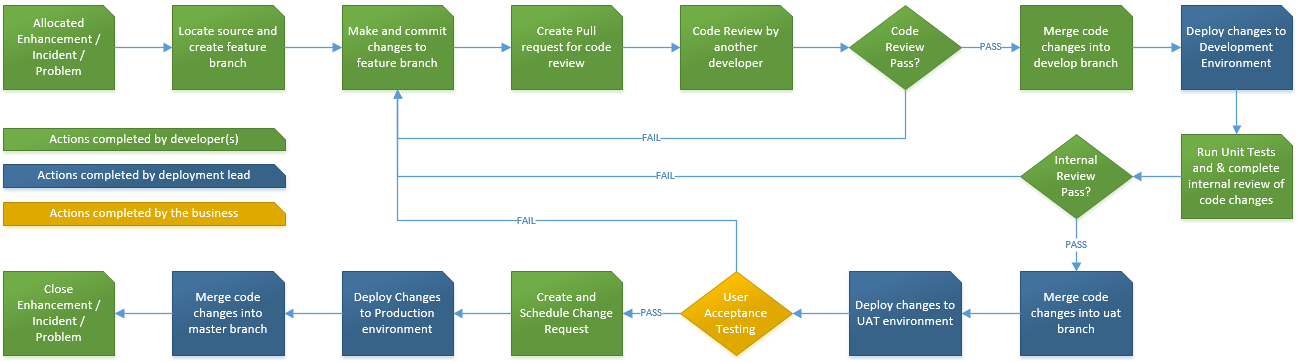 Allocated
Enhancement /
Incident /
Problem
Locate source and
create feature
branch
Make and commit
changes to
feature branch
Create Pull
request for code
review
Code Review by
another
developer
Code
Review
Pass?
PASS
Merge code
changes into
develop branch
Deploy changes to
Development
Environment
FAIL
Actions completed by developer(s)
Actions completed by deployment lead
Actions completed by the business
Run Unit Tests
and & complete
internal review of
code changes
Internal
Review
Pass?
FAIL
PASS
FAIL
Merge code
changes into uat
branch
Deploy changes to
UAT environment
User
Acceptance
Testing
PASS
Create and
Schedule Change
Request
Deploy Changes
to Production
environment
Merge code
changes into
master branch
Close
Enhancement /
Incident /
Problem